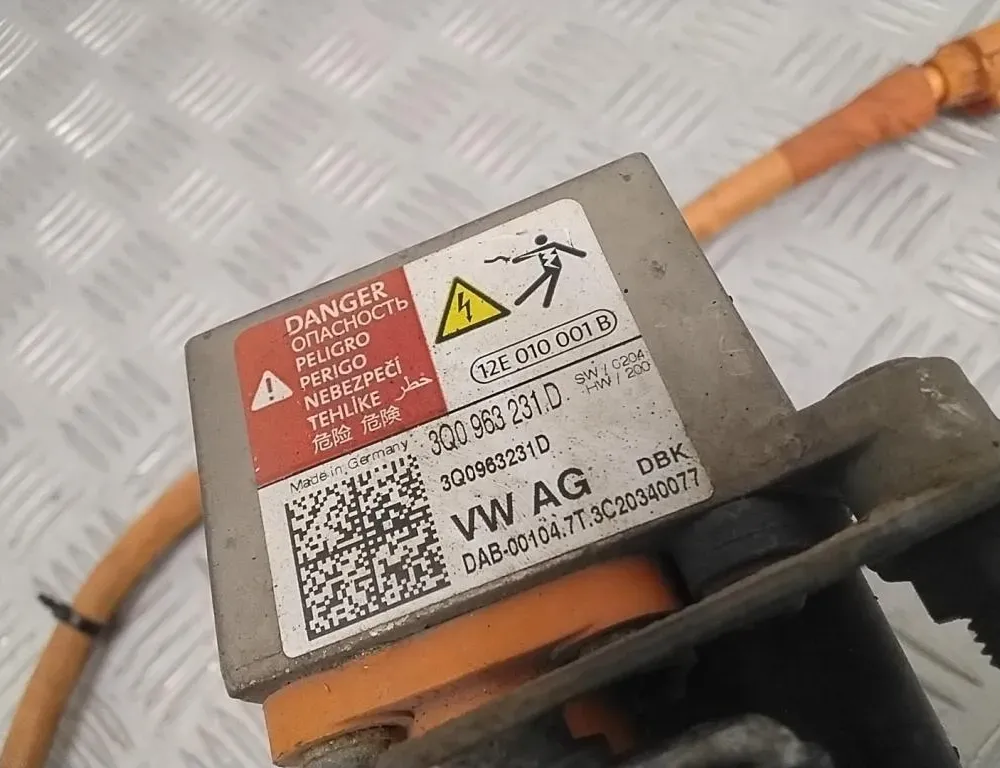 DANGER
ОПАСНОСТЬ
PELIGRO
PERIGO
NEBEZPEČÍ
TEHLİKE خطر
危险 危険
12E 010 001 B
SW / 0204
HW / 200
Made in Germany
3Q0 963 231.D
3Q0963231D
VW AG DBK
DAB-00104.7T.3C20340077